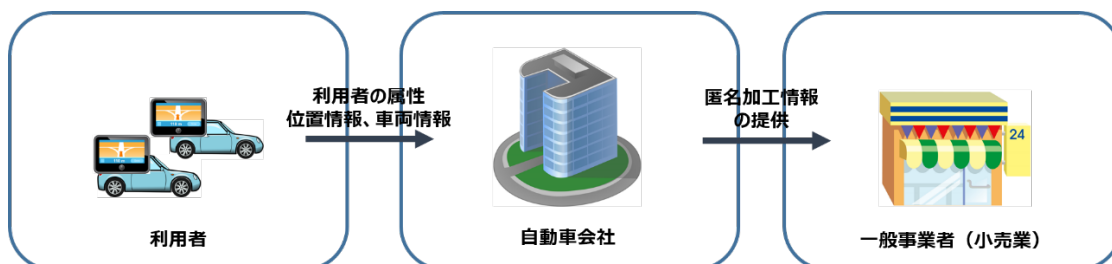 利用者の属性
位置情報、車両情報
匿名加工情報
の提供
24
利用者
自動車会社
一般事業者（小売業）